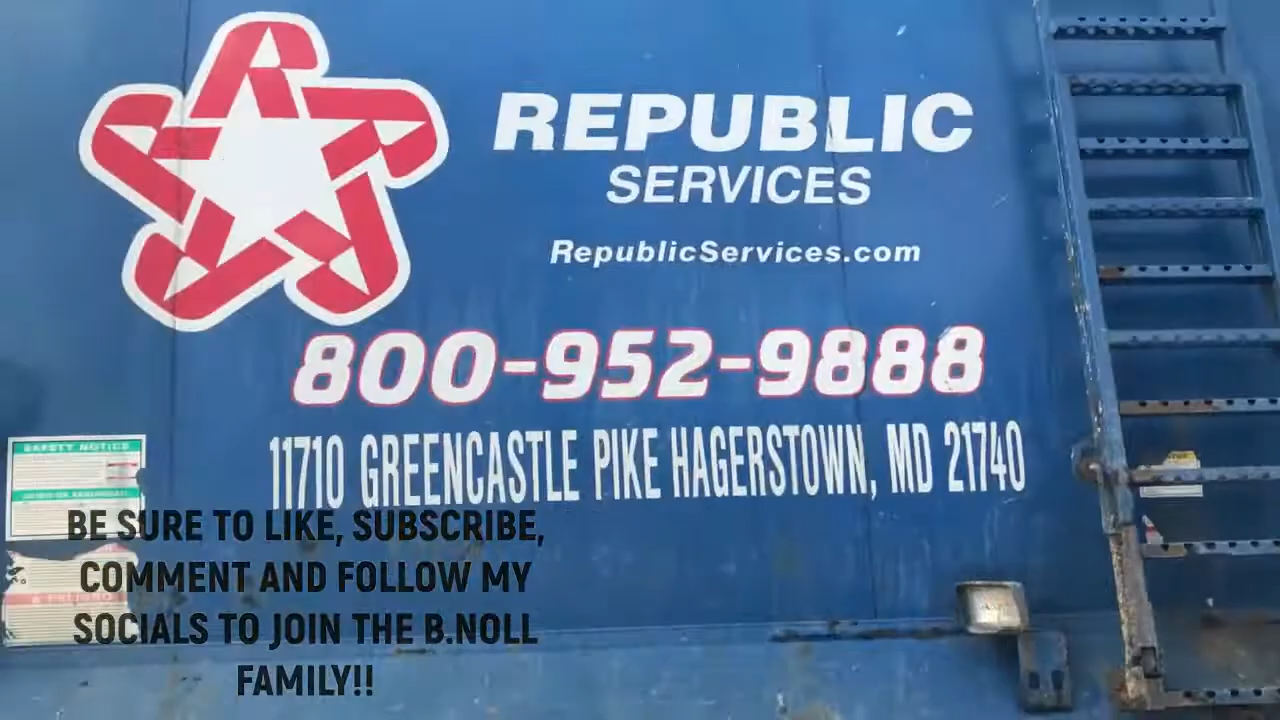 REPUBLIC
SERVICES
RepublicServices.com
800-952-9888
11710 GREENCASTLE PIKE HAGERSTOWN, MD 21740
SAFETY NOTICE
BE SURE TO LIKE, SUBSCRIBE,
COMMENT AND FOLLOW MY
SOCIALS TO JOIN THE B.NOLL
FAMILY!!